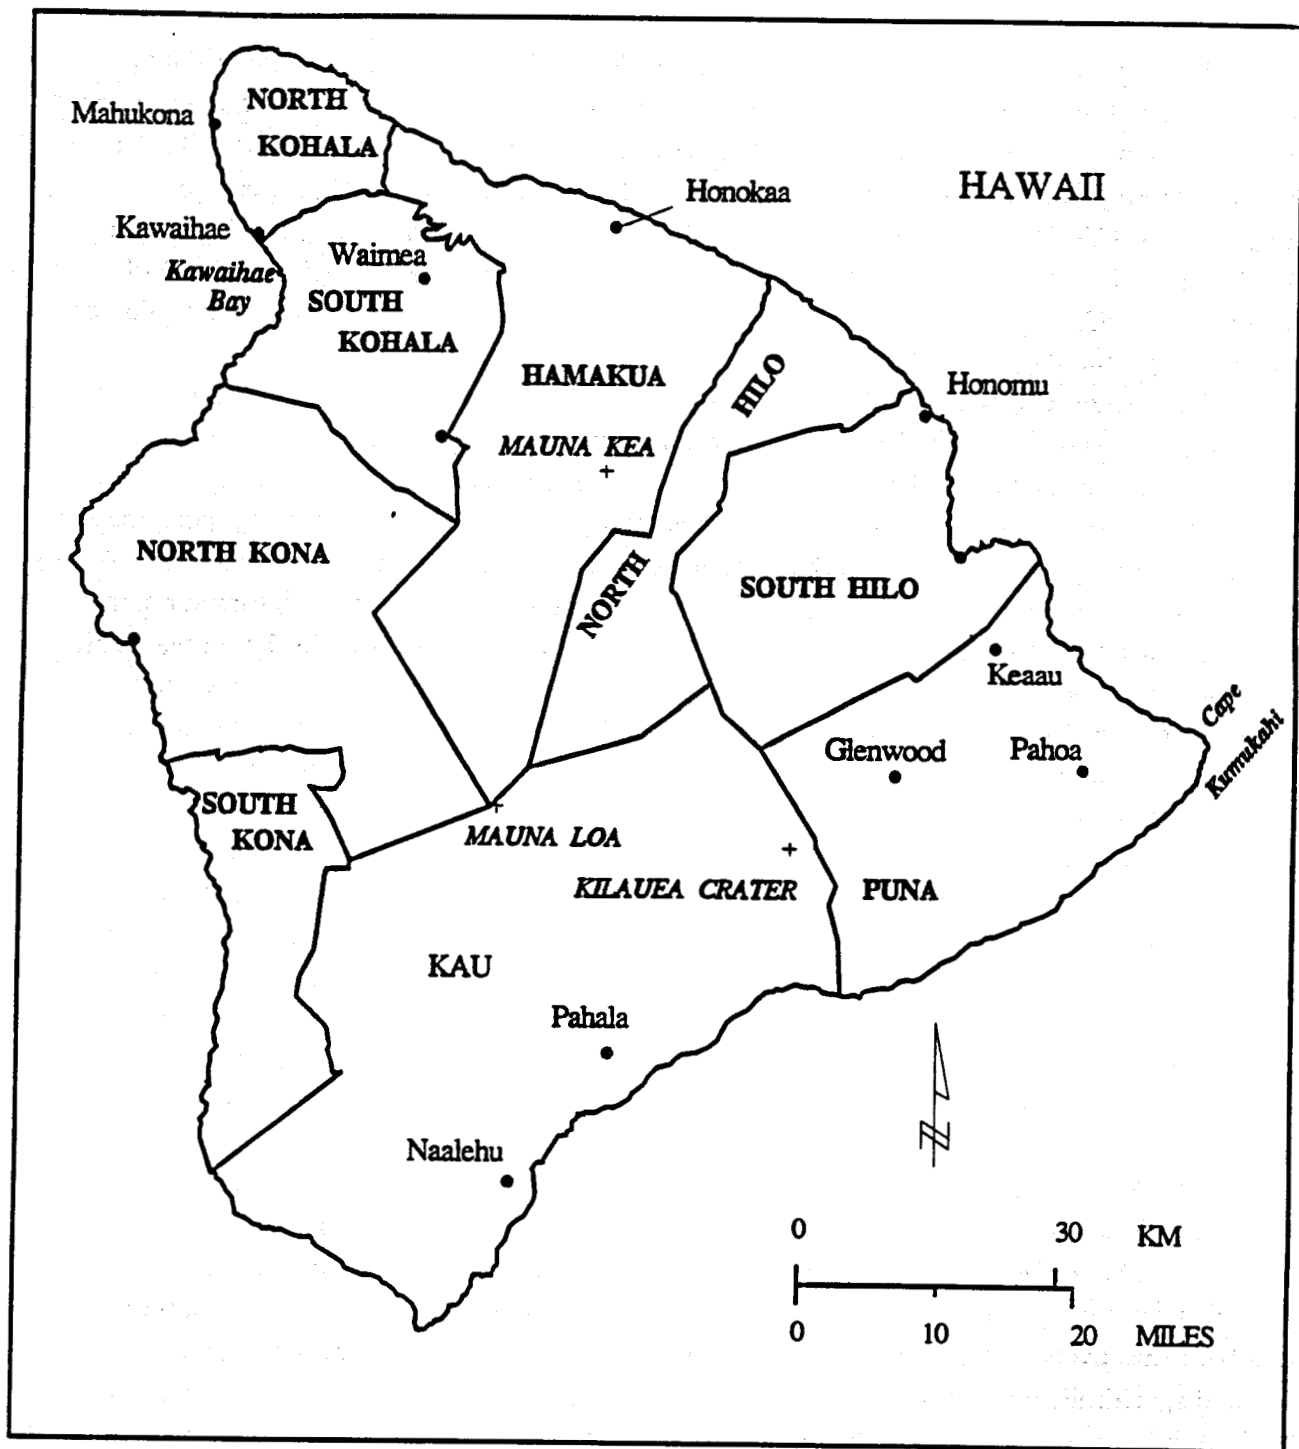 NORTH
KOHALA
Mahukona
Honokaa
HAWAII
Kawaihae
Kawaihae
Bay
Waimea
SOUTH
KOHALA
HAMAKUA
HILO
Honomu
MAUNA KEA
NORTH KONA
NORTH
SOUTH HILO
Keaau
Cape
Kumukahi
Glenwood
Pahoa
SOUTH
KONA
MAUNA LOA
KILAUEA CRATER
PUNA
KAU
Pahala
N
Naalehu
0 30 KM
0 10 20 MILES